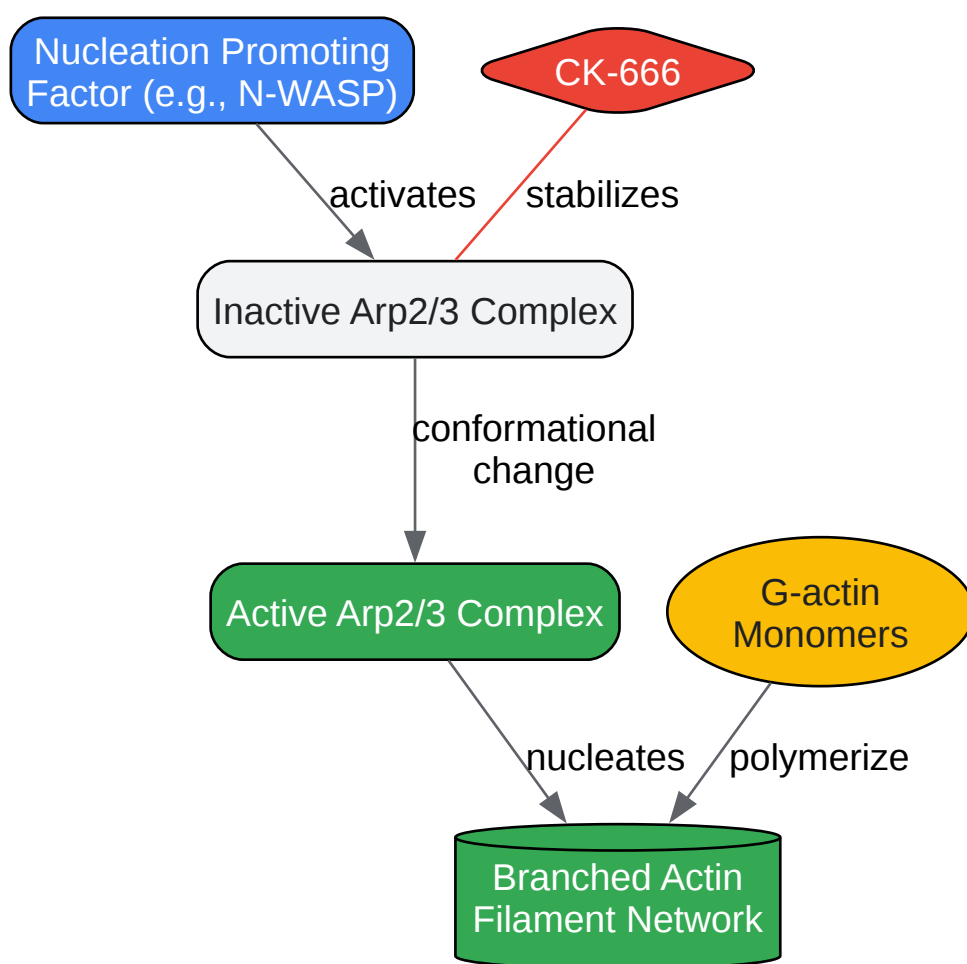 Nucleation Promoting
Factor (e.g., N-WASP)
CK-666
activates
stabilizes
Inactive Arp2/3 Complex
conformational
change
Active Arp2/3 Complex
G-actin
Monomers
nucleates
polymerize
Branched Actin
Filament Network